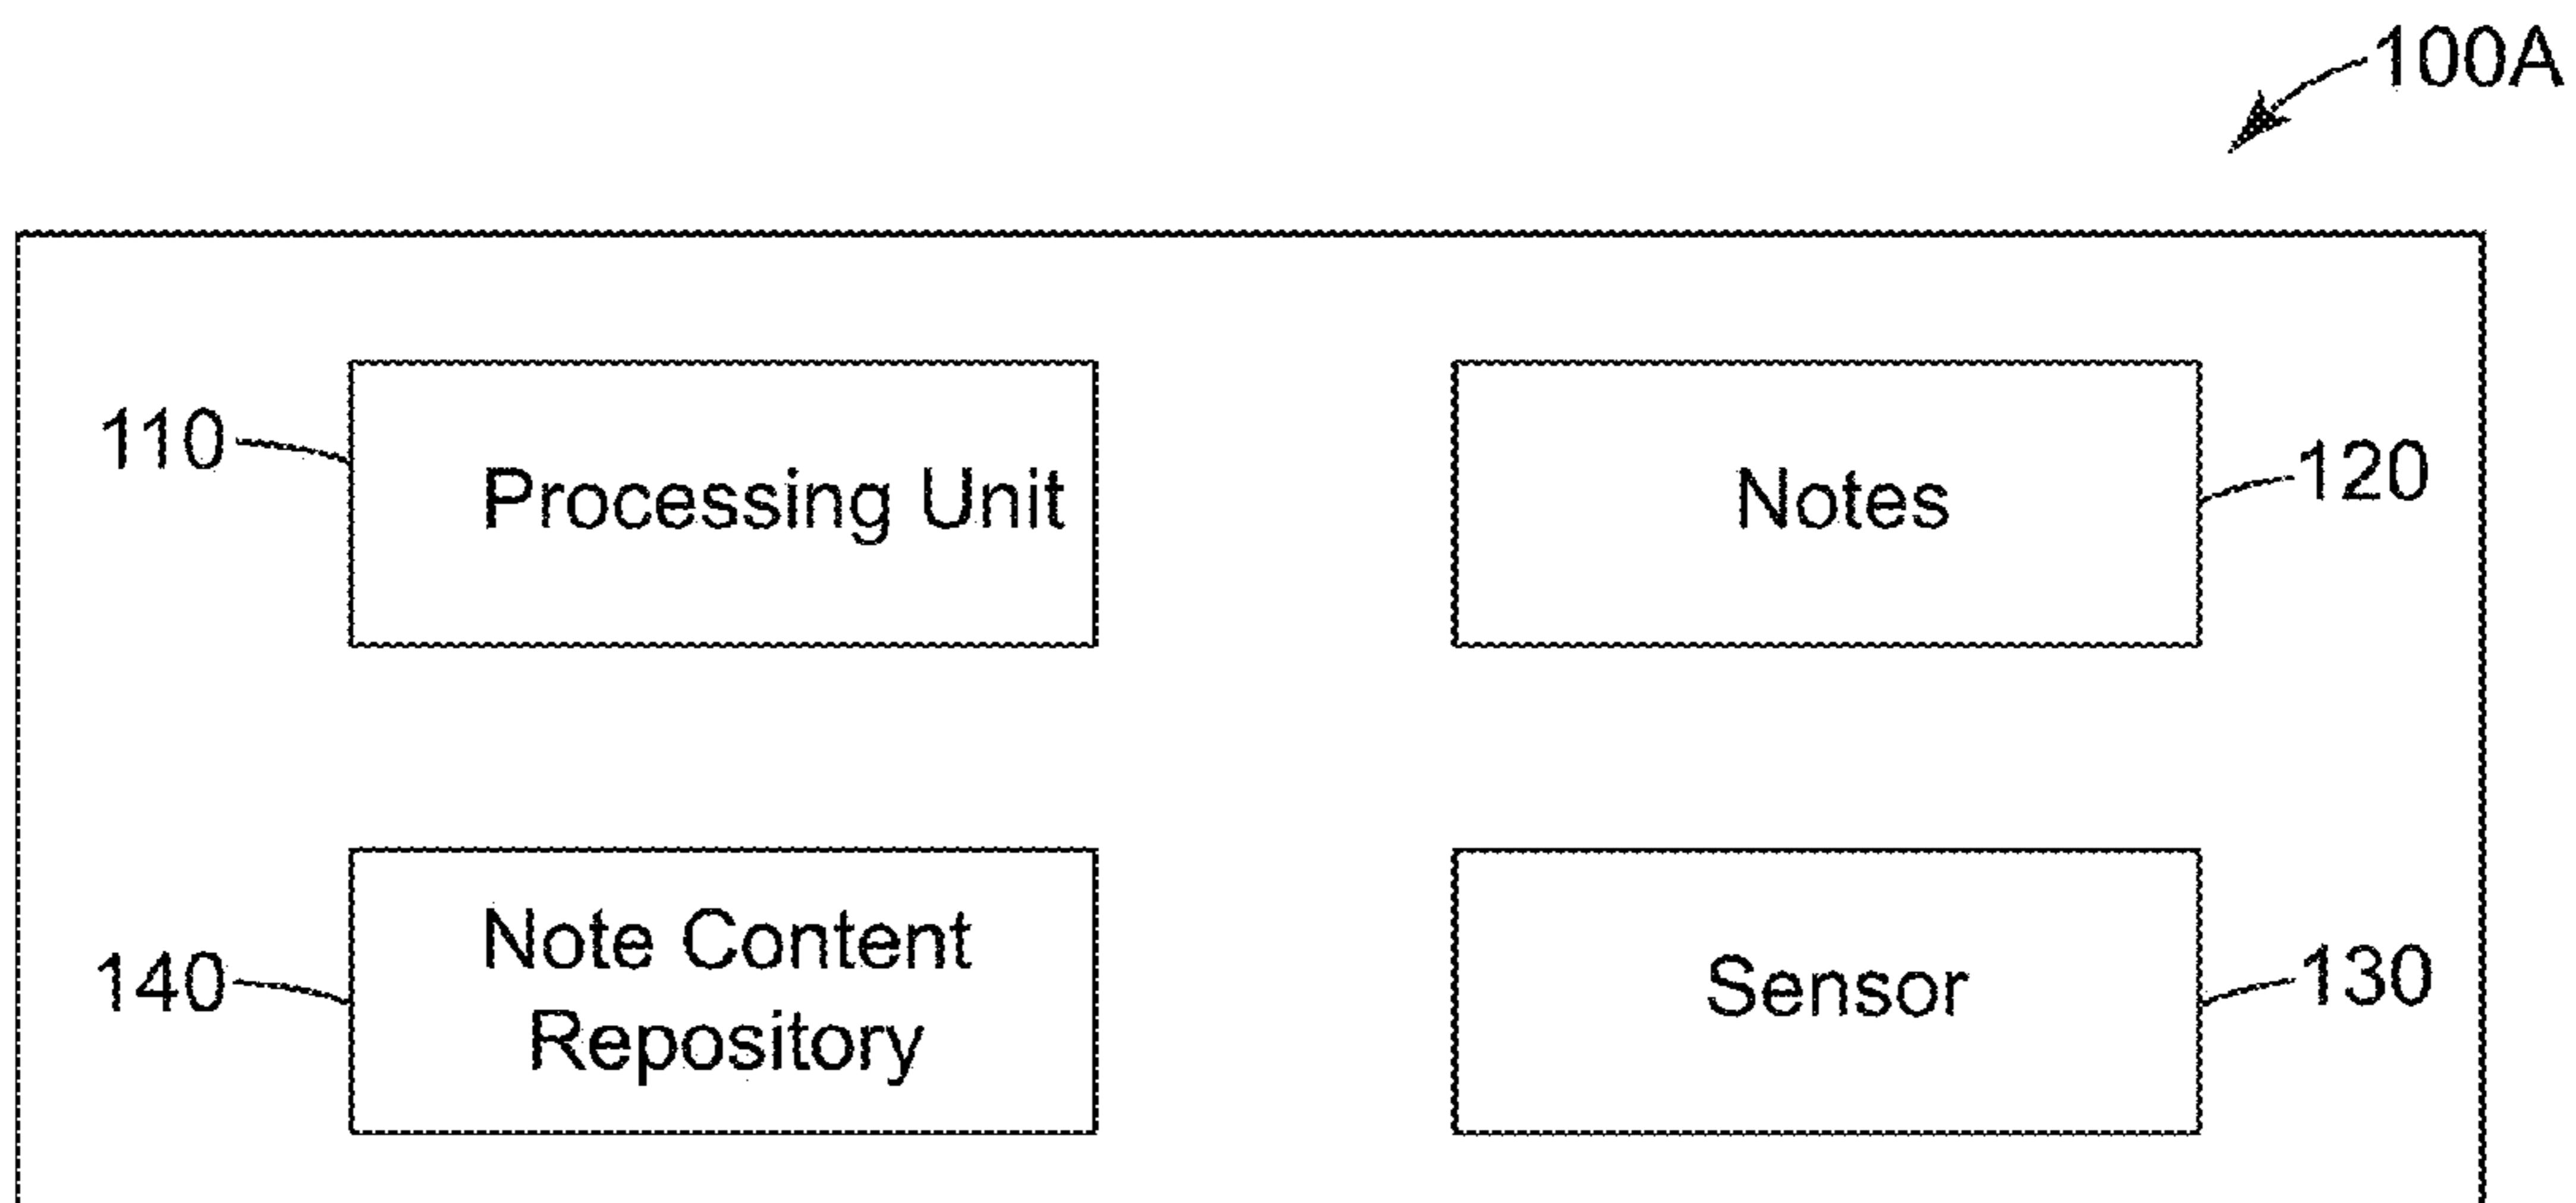 100A
110
Processing Unit
Notes
120
140
Note Content
Repository
Sensor
130